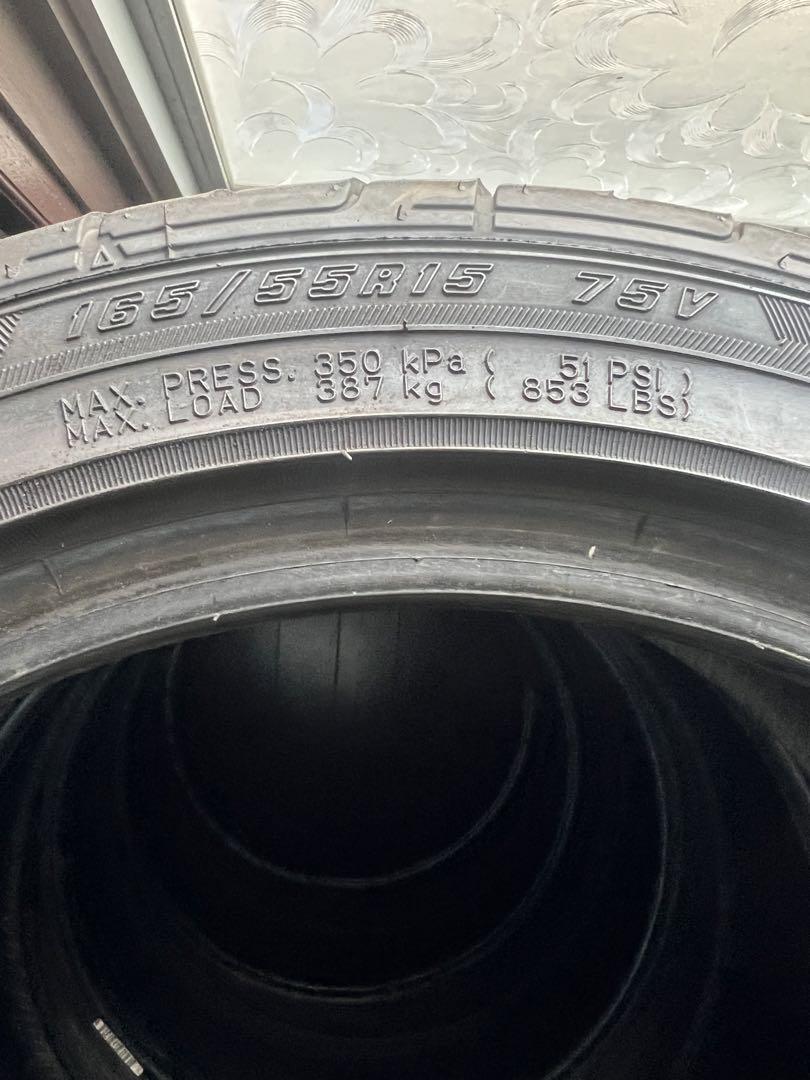 165/55R15 75V
MAX. PRESS. 350 kPa ( 51 PSI )
MAX. LOAD 387 kg ( 853 LBS)